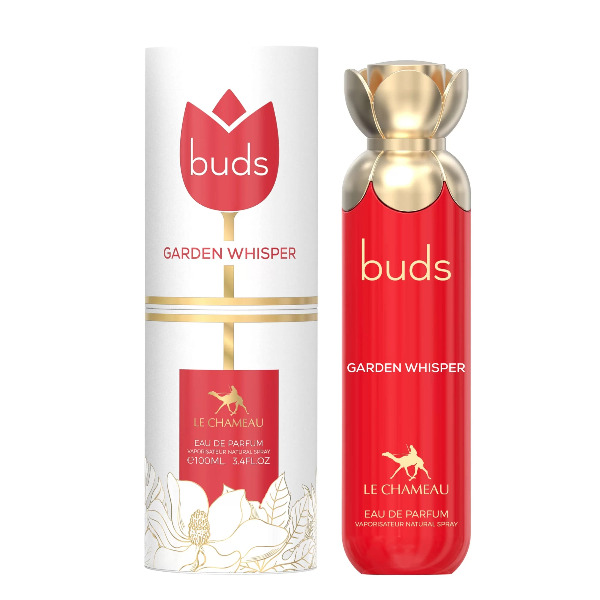 buds
GARDEN WHISPER
LE CHAMEAU
EAU DE PARFUM
VAPORISATEUR NATURAL SPRAY
℮100ML 3.4FL.OZ
buds
GARDEN WHISPER
LE CHAMEAU
EAU DE PARFUM
VAPORISATEUR NATURAL SPRAY